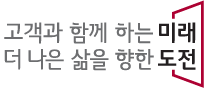 고객과 함께 하는 미래
더 나은 삶을 향한 도전